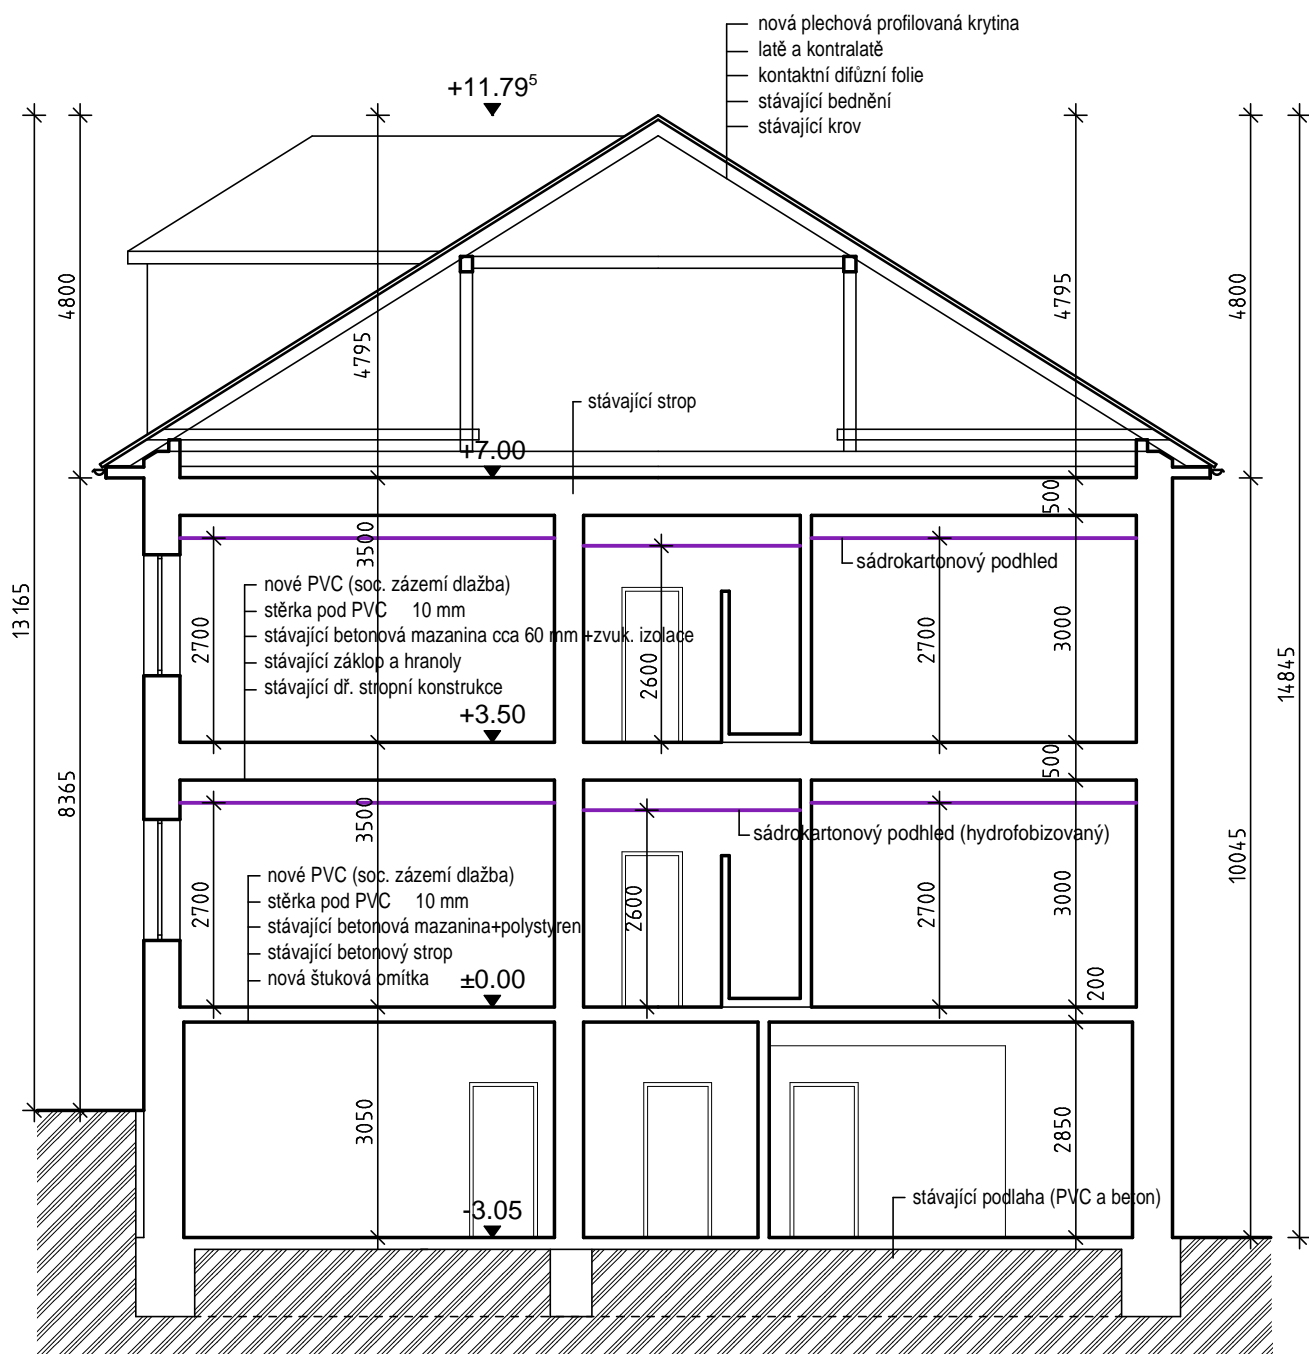 nová plechová profilovaná krytina
latě a kontralatě
kontaktní difůzní folie
stávající bednění
stávající krov
+11.79⁵
4800
4795
4795
4800
stávající strop
+7.00
500
3500
sádrokartonový podhled
nové PVC (soc. zázemí dlažba)
stěrka pod PVC 10 mm
stávající betonová mazanina cca 60 mm +zvuk. izolace
stávající záklop a hranoly
stávající dř. stropní konstrukce
13165
2700
2600
2700
3000
14845
+3.50
500
8365
3500
sádrokartonový podhled (hydrofobizovaný)
10045
nové PVC (soc. zázemí dlažba)
stěrka pod PVC 10 mm
stávající betonová mazanina+polystyren
stávající betonový strop
nová štuková omítka
2700
2600
2700
3000
±0.00
200
3050
2850
stávající podlaha (PVC a beton)
-3.05